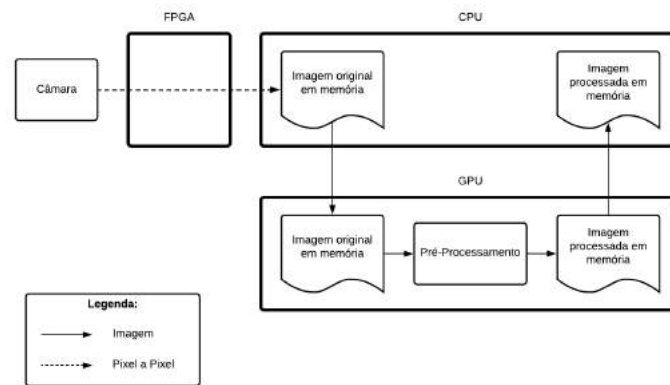 FPGA
CPU
Câmara
Imagem original
em memória
Imagem
processada em
memória
GPU
Imagem original
em memória
Pré-Processamento
Imagem
processada em
memória
Legenda:
Imagem
Pixel a Pixel